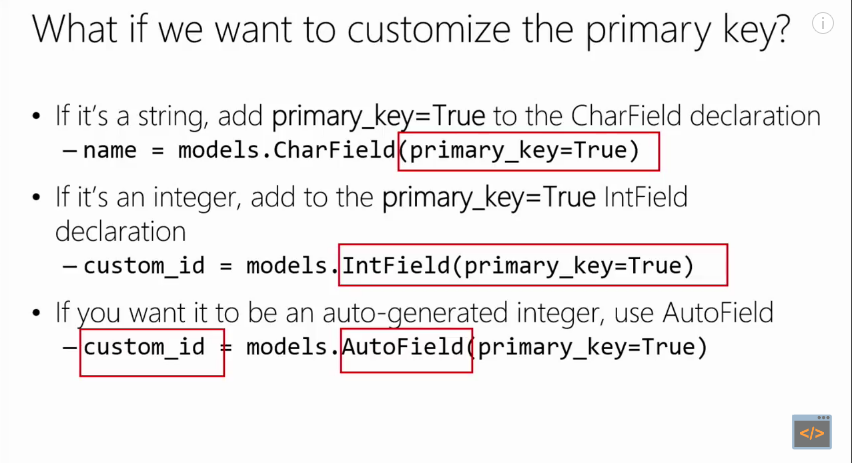 What if we want to customize the primary key?
• If it's a string, add primary_key=True to the CharField declaration
– name = models.CharField(primary_key=True)
• If it's an integer, add to the primary_key=True IntField
declaration
– custom_id = models.IntField(primary_key=True)
• If you want it to be an auto-generated integer, use AutoField
– custom_id = models.AutoField(primary_key=True)
</>